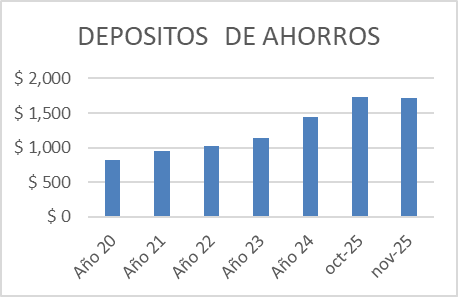 DEPOSITOS DE AHORROS
$ 2,000
$ 1,500
$ 1,000
$ 500
$ 0
Año 20
Año 21
Año 22
Año 23
Año 24
oct-25
nov-25